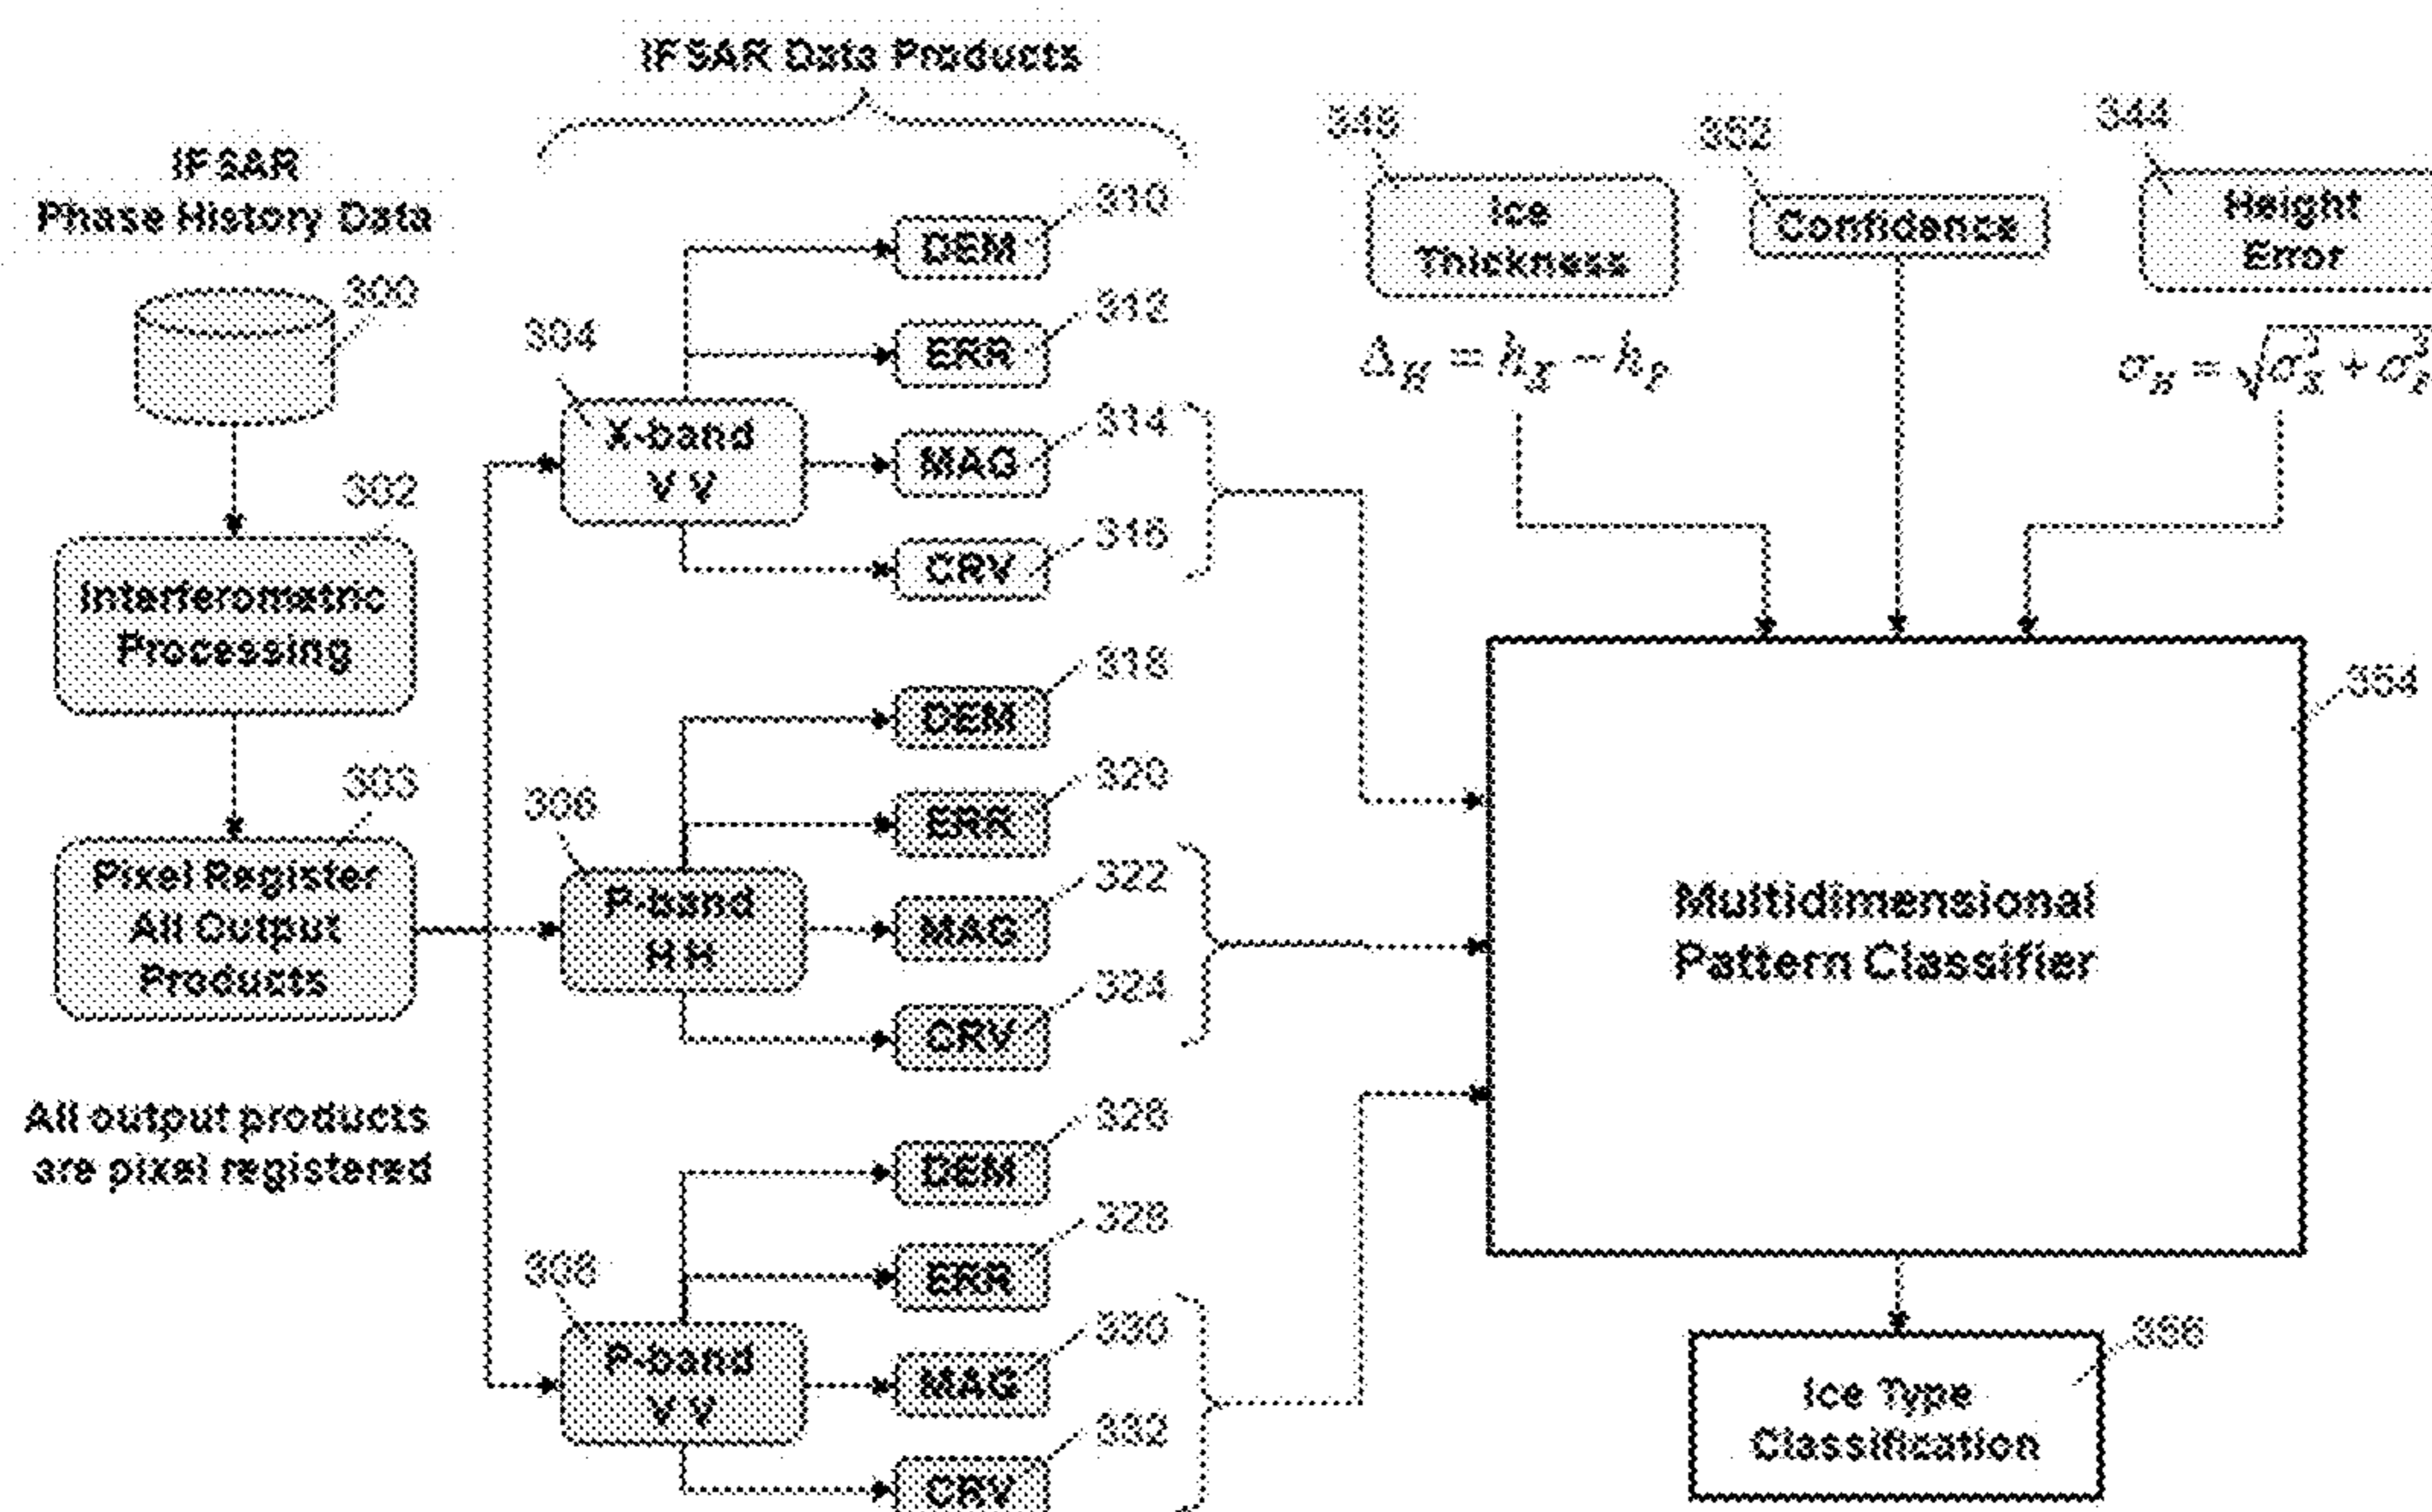 IFSAR Data Products
IFSAR
Phase History Data
300
302
Interferometric
Processing
303
Pixel Register
All Output
Products
All output products
are pixel registered
304
X-band
V V
310
DEM
312
ERR
314
MAG
316
CRV
306
P-band
H H
318
DEM
320
ERR
322
MAG
324
CRV
308
P-band
V V
326
DEM
328
ERR
330
MAG
332
CRV
Ice
Thickness
352
Confidence
344
Height
Error
354
Multidimensional
Pattern Classifier
Ice Type
Classification